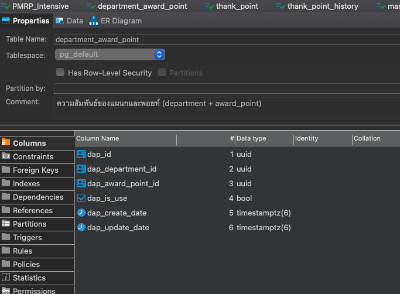 PMRP_Intensive department_award_point thank_point thank_point_history
Properties Data ER Diagram
Table Name: department_award_point
Tablespace: pg_default
Has Row-Level Security Partitions
Partition by:
Comment: ความสัมพันธ์ของแผนกและพอยท์ (department + award_point)
Columns
Constraints
Foreign Keys
Indexes
Dependencies
References
Partitions
Triggers
Rules
Policies
Statistics
Permissions
Column Name # Data type Identity Collation
dap_id 1 uuid
dap_department_id 2 uuid
dap_award_point_id 3 uuid
dap_is_use 4 bool
dap_create_date 5 timestamptz(6)
dap_update_date 6 timestamptz(6)